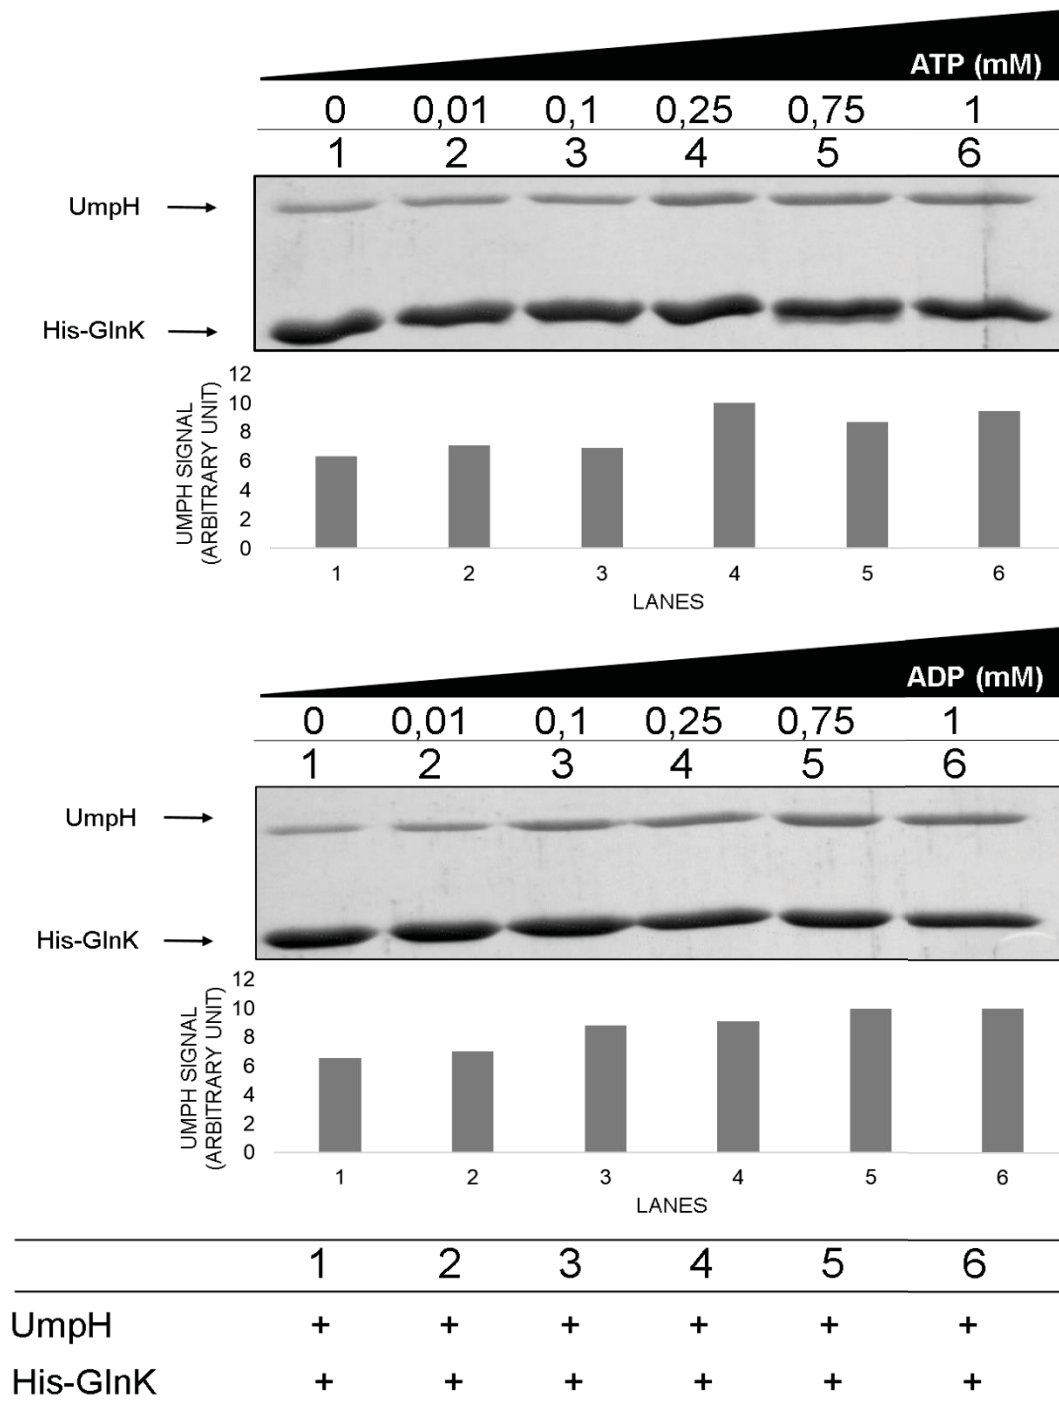 ATP (mM)
0 0,01 0,1 0,25 0,75 1
1 2 3 4 5 6
UmpH
His-GlnK
UMPH SIGNAL
(ARBITRARY UNIT)
12
10
8
6
4
2
0
1 2 3 4 5 6
LANES
ADP (mM)
0 0,01 0,1 0,25 0,75 1
1 2 3 4 5 6
UmpH
His-GlnK
UMPH SIGNAL
(ARBITRARY UNIT)
12
10
8
6
4
2
0
1 2 3 4 5 6
LANES
1 2 3 4 5 6
UmpH + + + + + +
His-GlnK + + + + + +